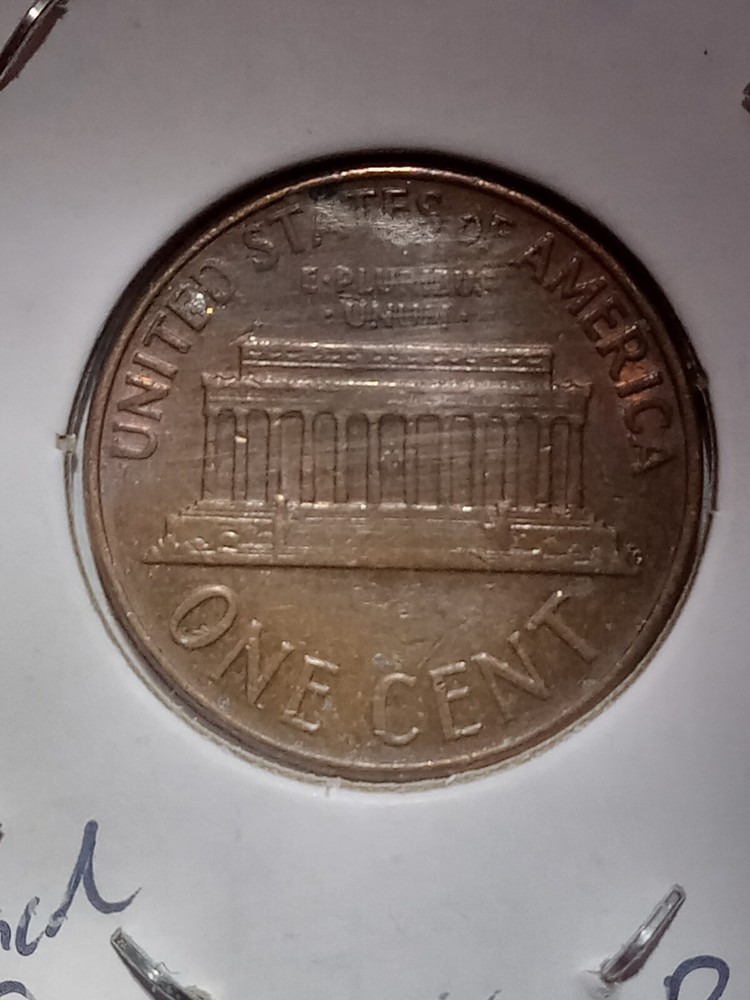 UNITED STATES OF AMERICA
E·PLURIBUS
·UNUM·
ONE CENT